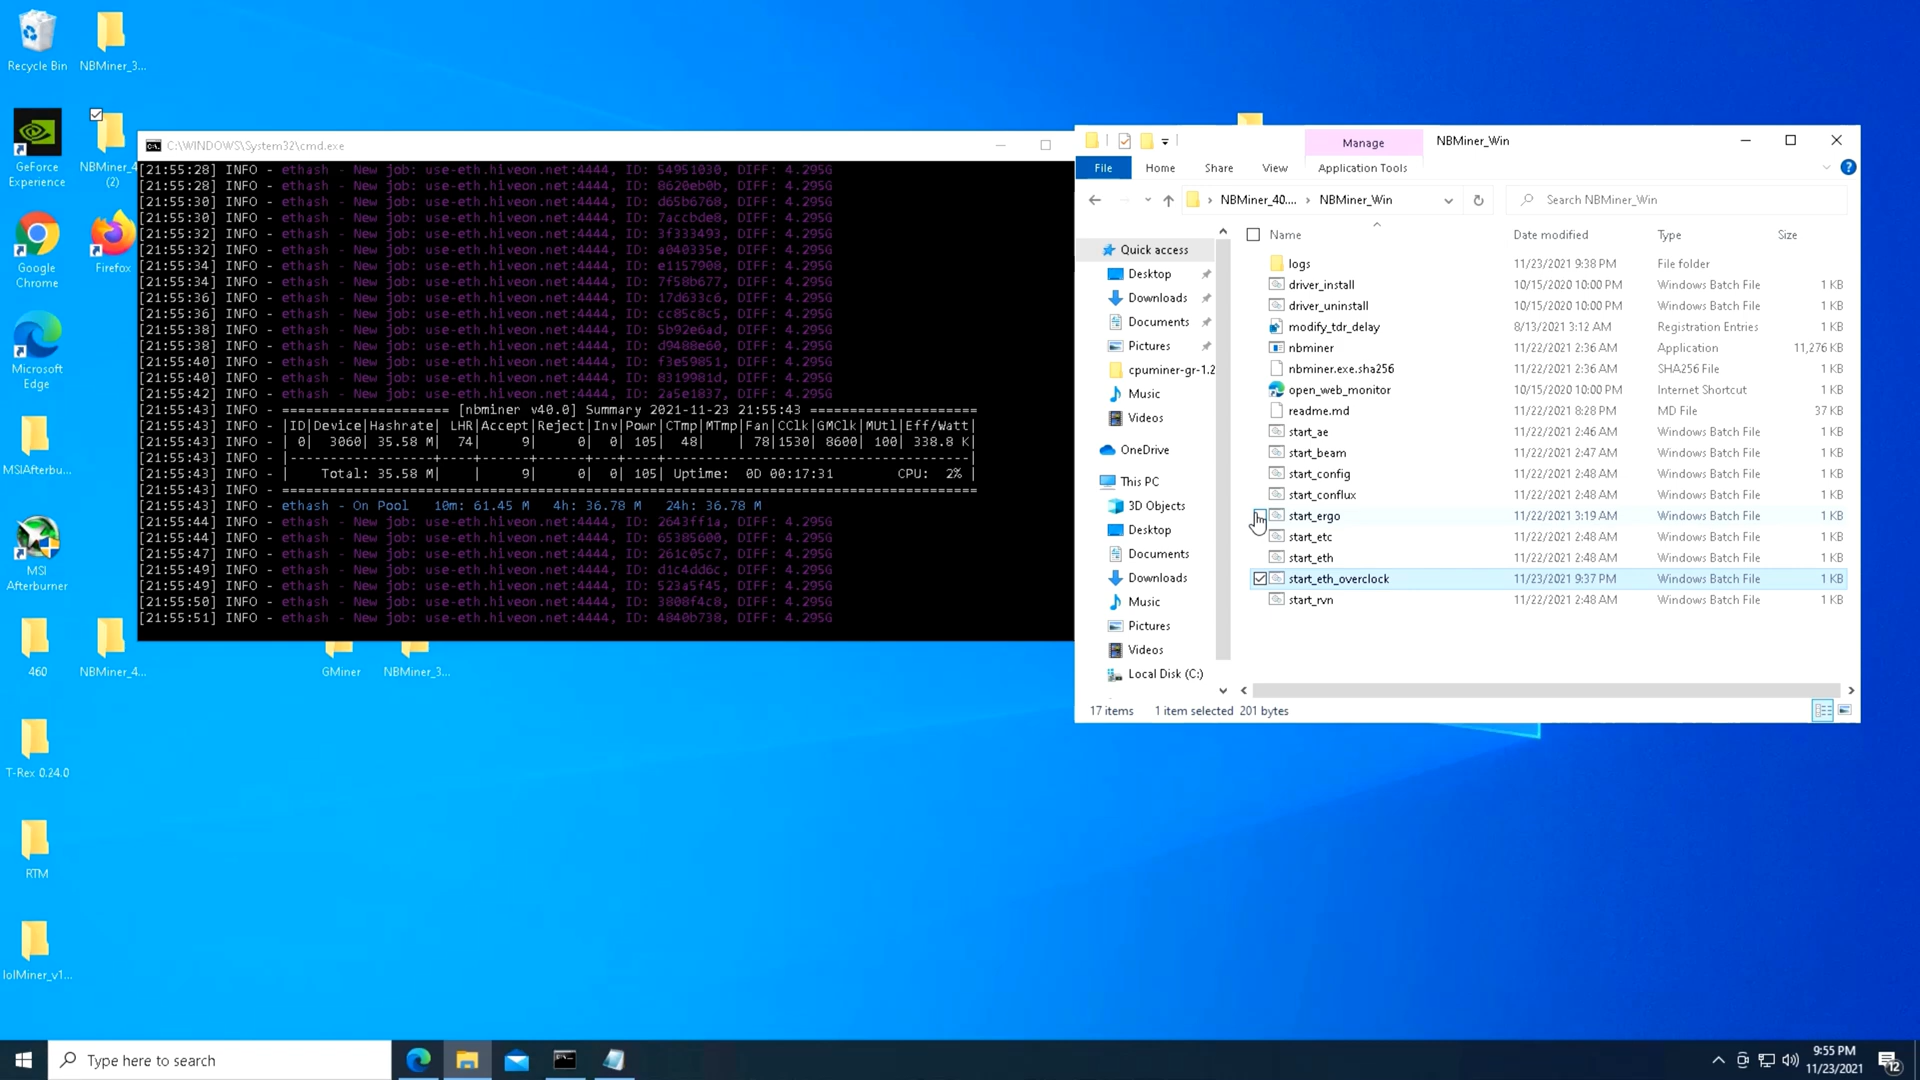 Recycle Bin
NBMiner_3...
GeForce
Experience
NBMiner_4
(2)
Google
Chrome
Firefox
Microsoft
Edge
MSIAfterbu...
MSI
Afterburner
460
NBMiner_4...
GMiner
NBMiner_3...
T-Rex 0.24.0
RTM
lolMiner_v1...
C:\WINDOWS\System32\cmd.exe
[21:55:28] INFO - ethash - New job: use-eth.hiveon.net:4444, ID: 54951030, DIFF: 4.295G
[21:55:28] INFO - ethash - New job: use-eth.hiveon.net:4444, ID: 8620eb0b, DIFF: 4.295G
[21:55:30] INFO - ethash - New job: use-eth.hiveon.net:4444, ID: d65b6768, DIFF: 4.295G
[21:55:30] INFO - ethash - New job: use-eth.hiveon.net:4444, ID: 7accbde8, DIFF: 4.295G
[21:55:32] INFO - ethash - New job: use-eth.hiveon.net:4444, ID: 3f333493, DIFF: 4.295G
[21:55:32] INFO - ethash - New job: use-eth.hiveon.net:4444, ID: a040335e, DIFF: 4.295G
[21:55:34] INFO - ethash - New job: use-eth.hiveon.net:4444, ID: e1157908, DIFF: 4.295G
[21:55:34] INFO - ethash - New job: use-eth.hiveon.net:4444, ID: 7f58b677, DIFF: 4.295G
[21:55:36] INFO - ethash - New job: use-eth.hiveon.net:4444, ID: 17d633c6, DIFF: 4.295G
[21:55:36] INFO - ethash - New job: use-eth.hiveon.net:4444, ID: cc85c8c5, DIFF: 4.295G
[21:55:38] INFO - ethash - New job: use-eth.hiveon.net:4444, ID: 5b92e6ad, DIFF: 4.295G
[21:55:38] INFO - ethash - New job: use-eth.hiveon.net:4444, ID: d9488e60, DIFF: 4.295G
[21:55:40] INFO - ethash - New job: use-eth.hiveon.net:4444, ID: f3e59851, DIFF: 4.295G
[21:55:40] INFO - ethash - New job: use-eth.hiveon.net:4444, ID: 8319981d, DIFF: 4.295G
[21:55:42] INFO - ethash - New job: use-eth.hiveon.net:4444, ID: 2a5e1837, DIFF: 4.295G
[21:55:43] INFO - ===================== [nbminer v40.0] Summary 2021-11-23 21:55:43 =====================
[21:55:43] INFO - |ID|Device|Hashrate| LHR|Accept|Reject|Inv|Powr|CTmp|MTmp|Fan|CClk|GMClk|MUtl|Eff/Watt|
[21:55:43] INFO - | 0| 3060| 35.58 M| 74| 9| 0| 0| 105| 48| | 78|1530| 8600| 100| 338.8 K|
[21:55:43] INFO - |------------------+----+------+------+---+----+--------------------------------------|
[21:55:43] INFO - | Total: 35.58 M| | 9| 0| 0| 105| Uptime: 0D 00:17:31 CPU: 2% |
[21:55:43] INFO - =======================================================================================
[21:55:43] INFO - ethash - On Pool 10m: 61.45 M 4h: 36.78 M 24h: 36.78 M
[21:55:44] INFO - ethash - New job: use-eth.hiveon.net:4444, ID: 2643ff1a, DIFF: 4.295G
[21:55:44] INFO - ethash - New job: use-eth.hiveon.net:4444, ID: 65385600, DIFF: 4.295G
[21:55:47] INFO - ethash - New job: use-eth.hiveon.net:4444, ID: 261c05c7, DIFF: 4.295G
[21:55:49] INFO - ethash - New job: use-eth.hiveon.net:4444, ID: d1c4dd6c, DIFF: 4.295G
[21:55:49] INFO - ethash - New job: use-eth.hiveon.net:4444, ID: 523a5f45, DIFF: 4.295G
[21:55:50] INFO - ethash - New job: use-eth.hiveon.net:4444, ID: 3808f4c8, DIFF: 4.295G
[21:55:51] INFO - ethash - New job: use-eth.hiveon.net:4444, ID: 4840b738, DIFF: 4.295G
Manage NBMiner_Win
File Home Share View Application Tools
NBMiner_40.... > NBMiner_Win Search NBMiner_Win
Quick access
Desktop
Downloads
Documents
Pictures
cpuminer-gr-1.2
Music
Videos
OneDrive
This PC
3D Objects
Desktop
Documents
Downloads
Music
Pictures
Videos
Local Disk (C:)
Name Date modified Type Size
logs 11/23/2021 9:38 PM File folder
driver_install 10/15/2020 10:00 PM Windows Batch File 1 KB
driver_uninstall 10/15/2020 10:00 PM Windows Batch File 1 KB
modify_tdr_delay 8/13/2021 3:12 AM Registration Entries 1 KB
nbminer 11/22/2021 2:36 AM Application 11,276 KB
nbminer.exe.sha256 11/22/2021 2:36 AM SHA256 File 1 KB
open_web_monitor 10/15/2020 10:00 PM Internet Shortcut 1 KB
readme.md 11/22/2021 8:28 PM MD File 37 KB
start_ae 11/22/2021 2:46 AM Windows Batch File 1 KB
start_beam 11/22/2021 2:47 AM Windows Batch File 1 KB
start_config 11/22/2021 2:48 AM Windows Batch File 1 KB
start_conflux 11/22/2021 2:48 AM Windows Batch File 1 KB
start_ergo 11/22/2021 3:19 AM Windows Batch File 1 KB
start_etc 11/22/2021 2:48 AM Windows Batch File 1 KB
start_eth 11/22/2021 2:48 AM Windows Batch File 1 KB
start_eth_overclock 11/23/2021 9:37 PM Windows Batch File 1 KB
start_rvn 11/22/2021 2:48 AM Windows Batch File 1 KB
17 items 1 item selected 201 bytes
Type here to search
9:55 PM
11/23/2021
12